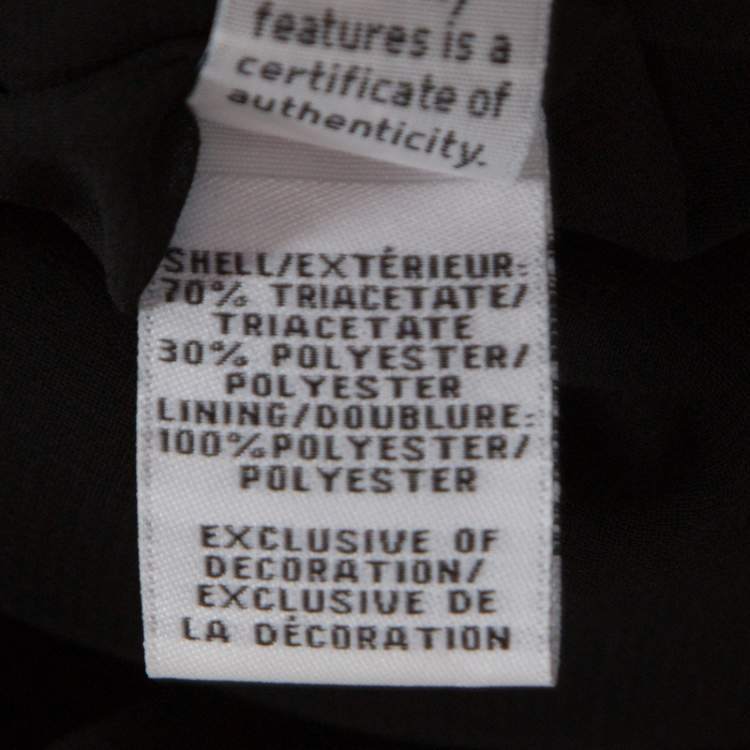 features is a
certificate of
authenticity.
SHELL/EXTÉRIEUR:
70% TRIACETATE/
TRIACETATE
30% POLYESTER/
POLYESTER
LINING/DOUBLURE:
100%POLYESTER/
POLYESTER
EXCLUSIVE OF
DECORATION/
EXCLUSIVE DE
LA DÉCORATION